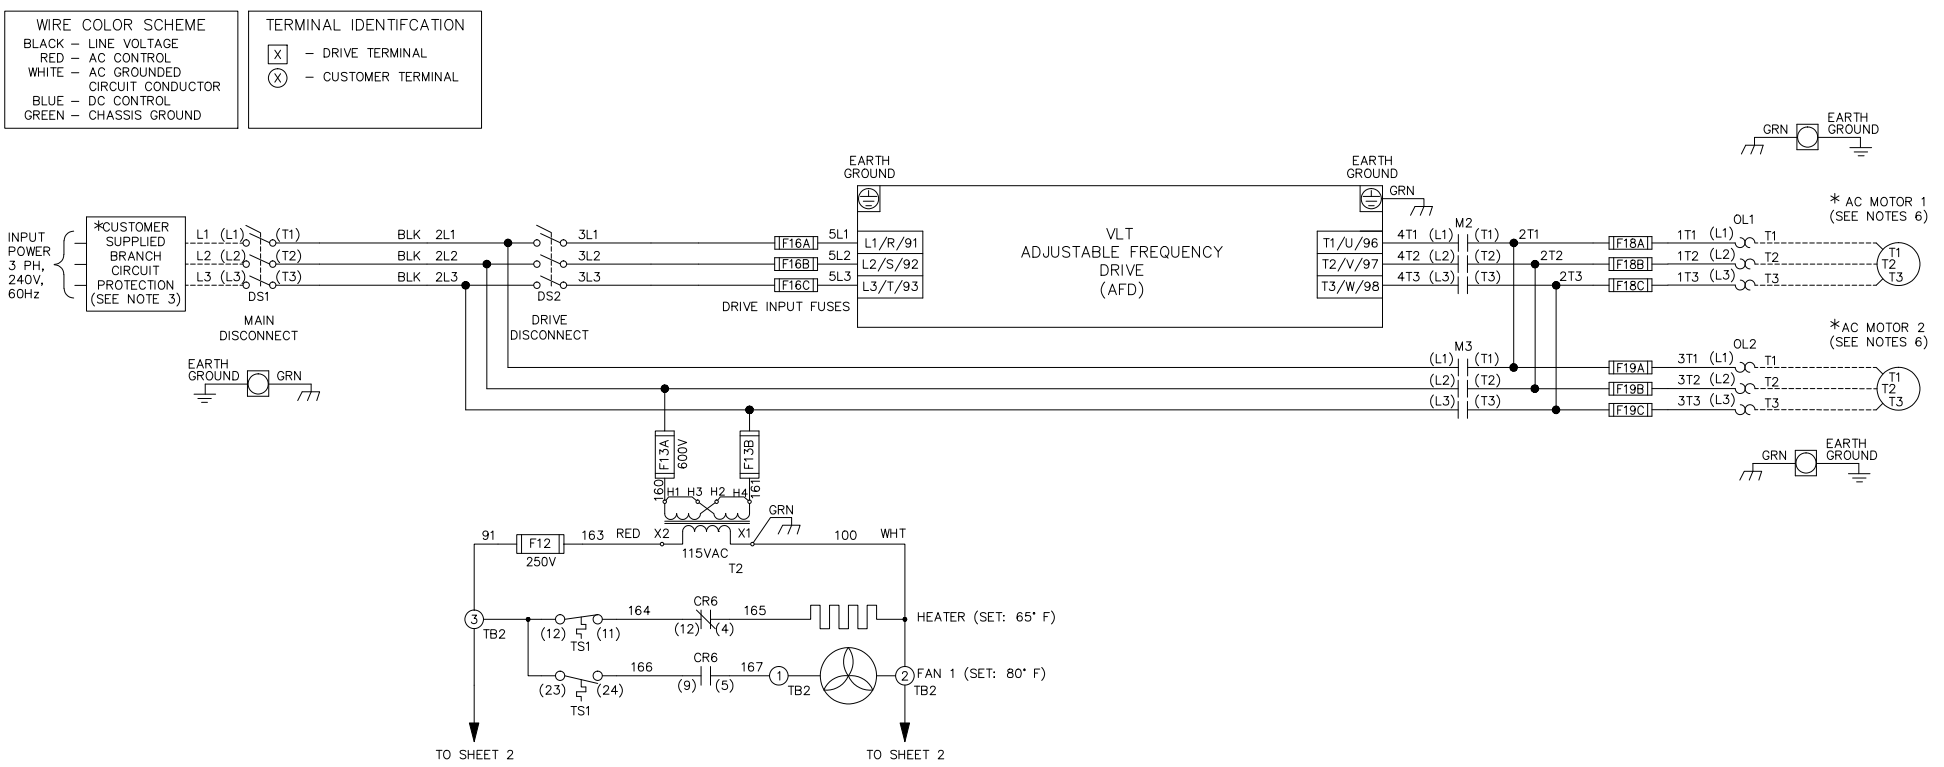 WIRE COLOR SCHEME
BLACK – LINE VOLTAGE
RED – AC CONTROL
WHITE – AC GROUNDED
CIRCUIT CONDUCTOR
BLUE – DC CONTROL
GREEN – CHASSIS GROUND
TERMINAL IDENTIFCATION
X – DRIVE TERMINAL
X – CUSTOMER TERMINAL
INPUT
POWER
3 PH,
240V,
60Hz
*CUSTOMER
SUPPLIED
BRANCH
CIRCUIT
PROTECTION
(SEE NOTE 3)
L1 (L1) (T1)
L2 (L2) (T2)
L3 (L3) (T3)
DS1
MAIN
DISCONNECT
BLK 2L1
BLK 2L2
BLK 2L3
3L1
3L2
3L3
DS2
DRIVE
DISCONNECT
F16A 5L1
F16B 5L2
F16C 5L3
DRIVE INPUT FUSES
EARTH
GROUND
L1/R/91
L2/S/92
L3/T/93
VLT
ADJUSTABLE FREQUENCY
DRIVE
(AFD)
EARTH
GROUND
GRN
T1/U/96
T2/V/97
T3/W/98
M2
4T1 (L1) (T1) 2T1
4T2 (L2) (T2) 2T2
4T3 (L3) (T3) 2T3
F18A
F18B
F18C
OL1
1T1 (L1) T1
1T2 (L2) T2
1T3 (L3) T3
GRN
EARTH
GROUND
* AC MOTOR 1
(SEE NOTES 6)
T1
T2
T3
M3
(L1) (T1)
(L2) (T2)
(L3) (T3)
F19A
F19B
F19C
OL2
3T1 (L1) T1
3T2 (L2) T2
3T3 (L3) T3
*AC MOTOR 2
(SEE NOTES 6)
T1
T2
T3
GRN
EARTH
GROUND
EARTH
GROUND
GRN
F13A
600V
F13B
160
161
H1 H3 H2 H4
GRN
91 F12 163 RED X2 X1 100 WHT
250V
115VAC
T2
3
TB2
164 CR6 165
(12) (11) (12) (4)
TS1
HEATER (SET: 65° F)
166 CR6 167 1
(23) (24) (9) (5) TB2
TS1
2
TB2
FAN 1 (SET: 80° F)
TO SHEET 2
TO SHEET 2